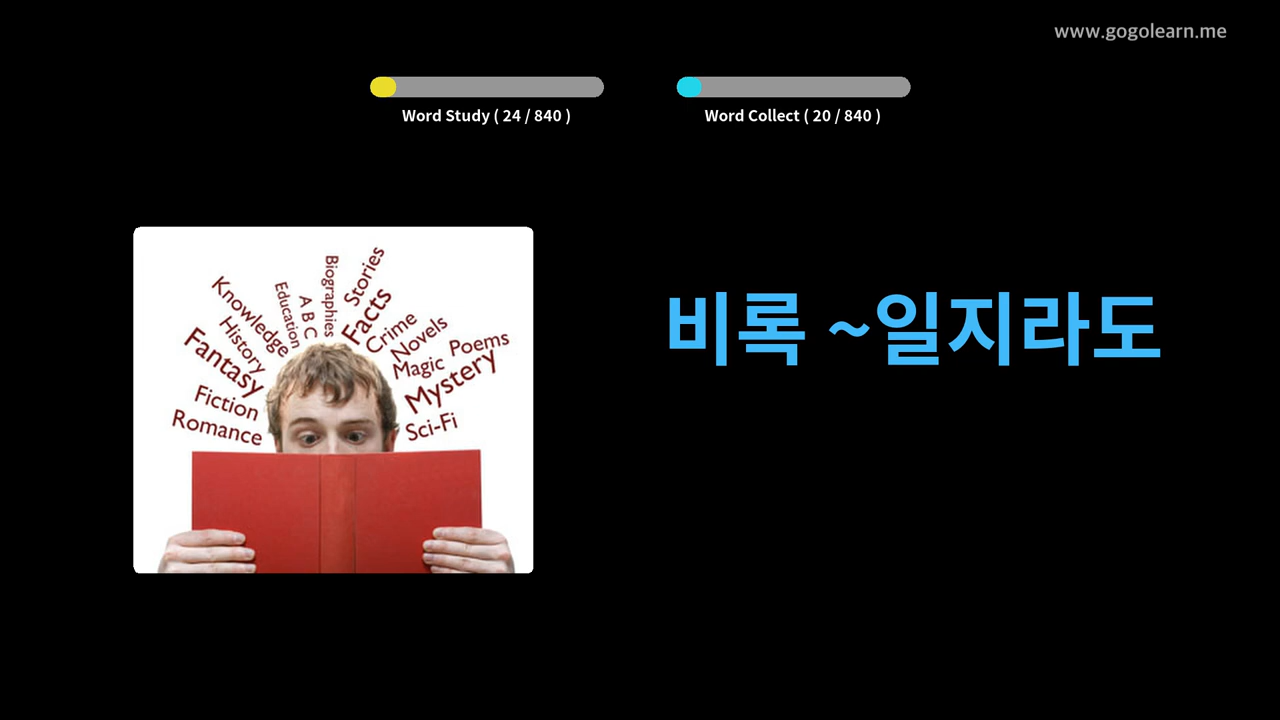 www.gogolearn.me
Word Study ( 24 / 840 )
Word Collect ( 20 / 840 )
비록 ~일지라도
Knowledge
History
Fantasy
Fiction
Romance
Education
A B C
Biographies
Stories
Facts
Crime
Novels
Magic
Poems
Mystery
Sci-Fi